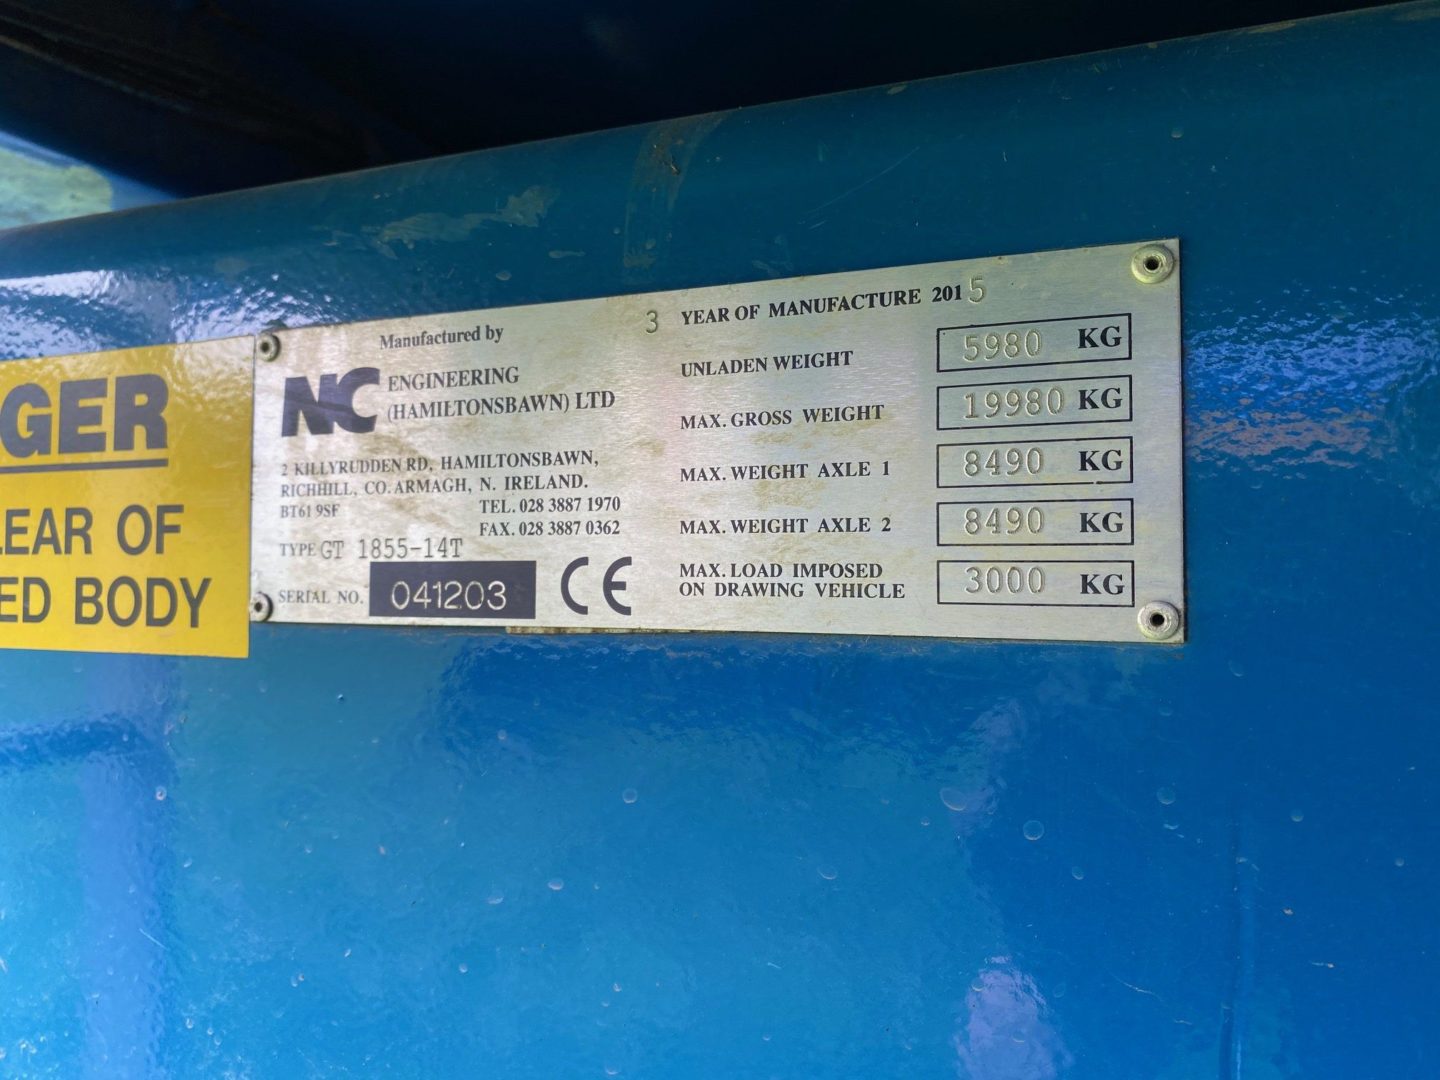 GER
LEAR OF
ED BODY
Manufactured by
NC ENGINEERING
(HAMILTONSBAWN) LTD
2 KILLYRUDDEN RD, HAMILTONSBAWN,
RICHHILL, CO. ARMAGH, N. IRELAND.
BT61 9SF TEL. 028 3887 1970
FAX. 028 3887 0362
TYPE GT 1855-14T
SERIAL NO. 041203 CE
3 YEAR OF MANUFACTURE 2015
UNLADEN WEIGHT 5980 KG
MAX. GROSS WEIGHT 19980 KG
MAX. WEIGHT AXLE 1 8490 KG
MAX. WEIGHT AXLE 2 8490 KG
MAX. LOAD IMPOSED
ON DRAWING VEHICLE 3000 KG